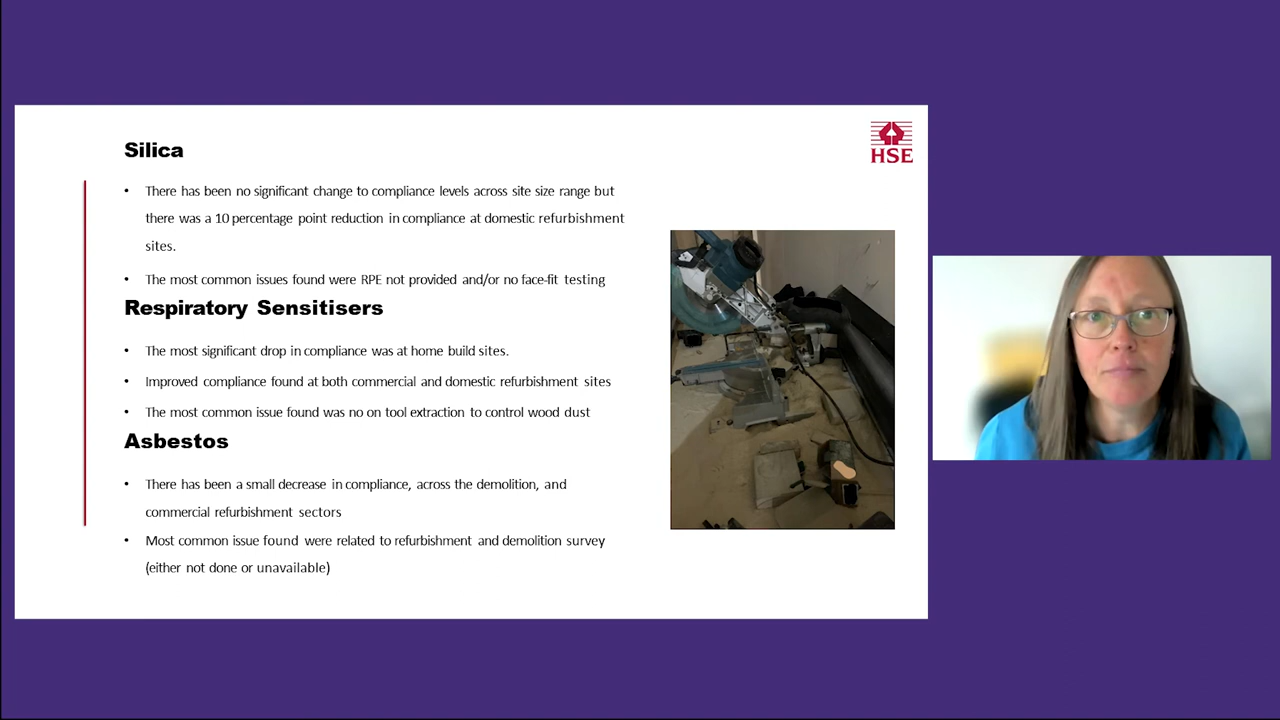 Silica
HSE
• There has been no significant change to compliance levels across site size range but
there was a 10 percentage point reduction in compliance at domestic refurbishment
sites.
• The most common issues found were RPE not provided and/or no face-fit testing
Respiratory Sensitisers
• The most significant drop in compliance was at home build sites.
• Improved compliance found at both commercial and domestic refurbishment sites
• The most common issue found was no on tool extraction to control wood dust
Asbestos
• There has been a small decrease in compliance, across the demolition, and
commercial refurbishment sectors
• Most common issue found were related to refurbishment and demolition survey
(either not done or unavailable)